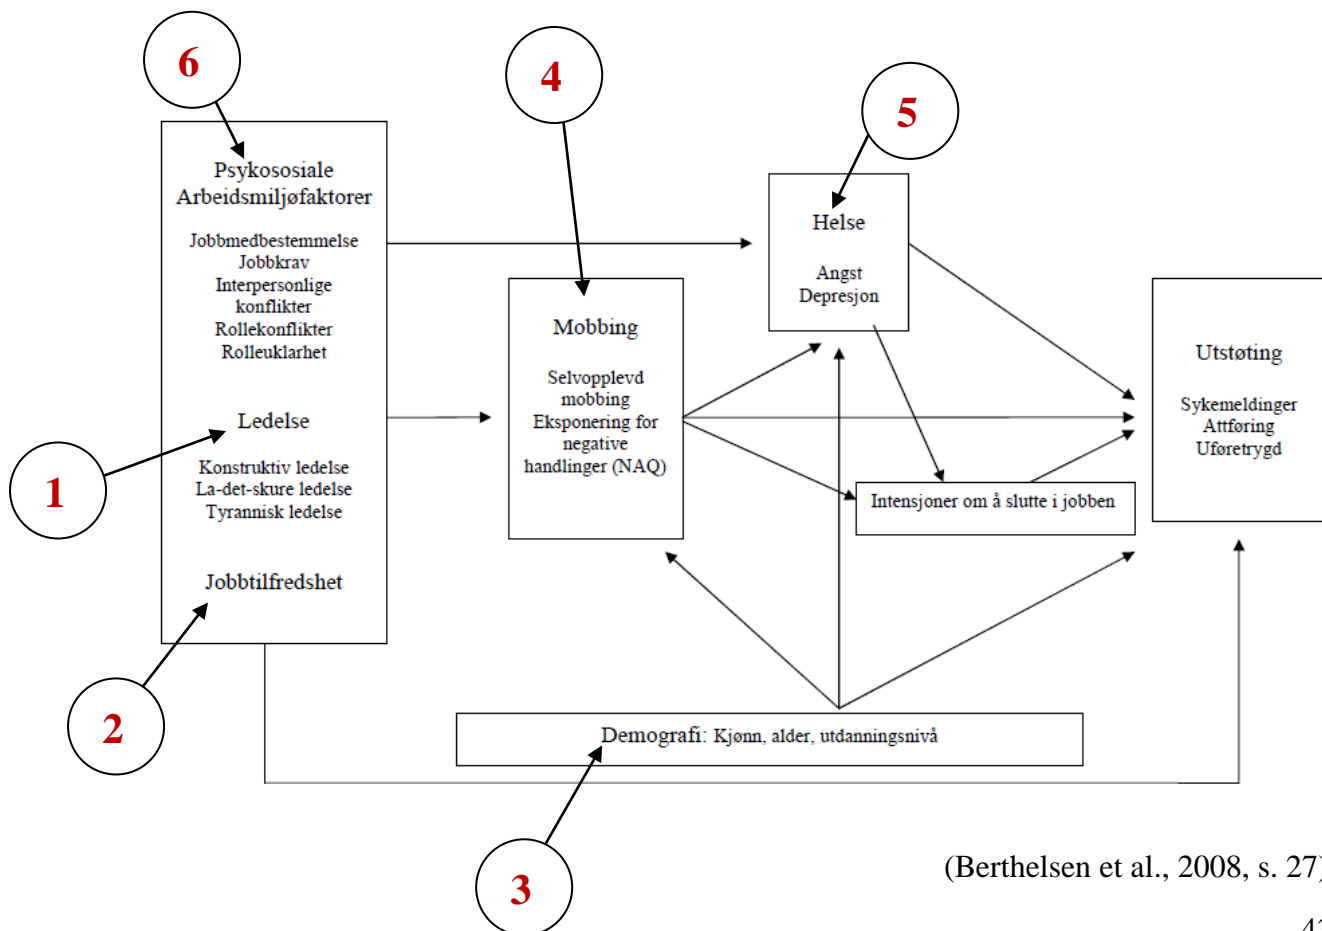 6
4
5
Psykososiale
Arbeidsmiljøfaktorer
Jobbmedbestemmelse
Jobbkrav
Interpersonlige
konflikter
Rollekonflikter
Rolleuklarhet
Ledelse
Konstruktiv ledelse
La-det-skure ledelse
Tyrannisk ledelse
Jobbtilfredshet
1
2
Mobbing
Selvopplevd
mobbing
Eksponering for
negative
handlinger (NAQ)
Helse
Angst
Depresjon
Intensjoner om å slutte i jobben
Utstøting
Sykemeldinger
Attføring
Uføretrygd
Demografi: Kjønn, alder, utdanningsnivå
3
(Berthelsen et al., 2008, s. 27)